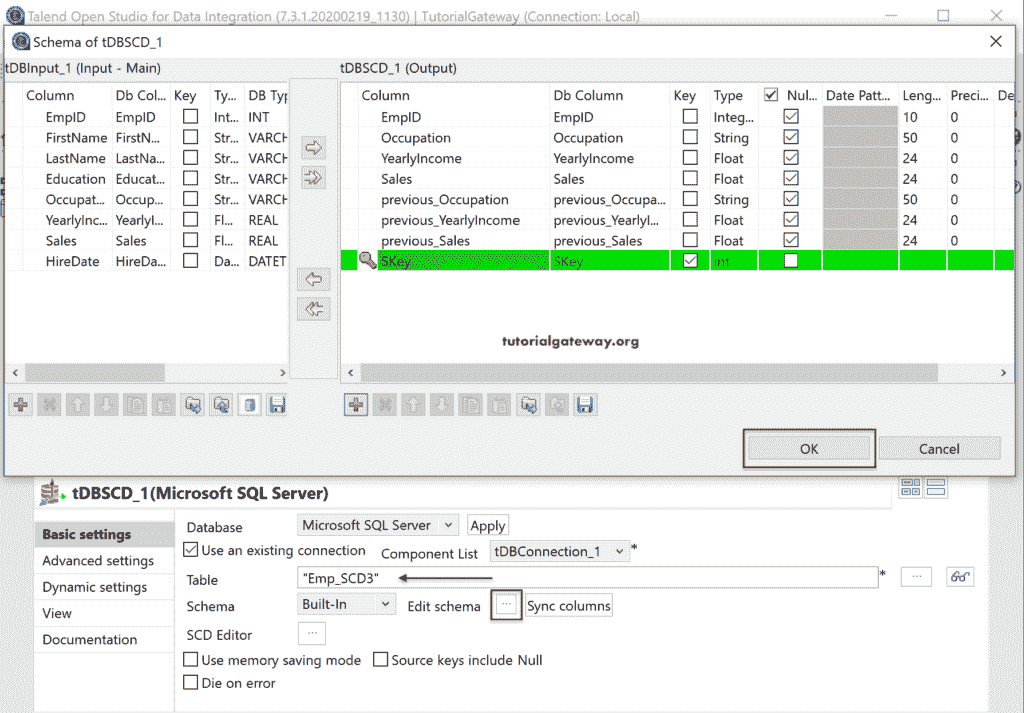 Talend Open Studio for Data Integration (7.3.1.20200219_1130) | TutorialGateway (Connection: Local)
Schema of tDBSCD_1
tDBInput_1 (Input - Main)
Column Db Col... Key Ty... DB Typ
EmpID EmpID Int... INT
FirstName FirstN... Str... VARCH
LastName LastNa... Str... VARCH
Education Educat... Str... VARCH
Occupat... Occup... Str... VARCH
YearlyInc... YearlyI... Fl... REAL
Sales Sales Fl... REAL
HireDate HireDa... Da... DATET
tDBSCD_1 (Output)
Column Db Column Key Type Nul... Date Patt... Leng... Preci... De
EmpID EmpID Integ... 10 0
Occupation Occupation String 50 0
YearlyIncome YearlyIncome Float 24 0
Sales Sales Float 24 0
previous_Occupation previous_Occupa... String 50 0
previous_YearlyIncome previous_Yearlyl... Float 24 0
previous_Sales previous_Sales Float 24 0
SKey SKey int
tutorialgateway.org
OK Cancel
tDBSCD_1(Microsoft SQL Server)
Basic settings
Advanced settings
Dynamic settings
View
Documentation
Database Microsoft SQL Server Apply
Use an existing connection Component List tDBConnection_1 *
Table "Emp_SCD3" * ...
Schema Built-In Edit schema ... Sync columns
SCD Editor ...
Use memory saving mode Source keys include Null
Die on error